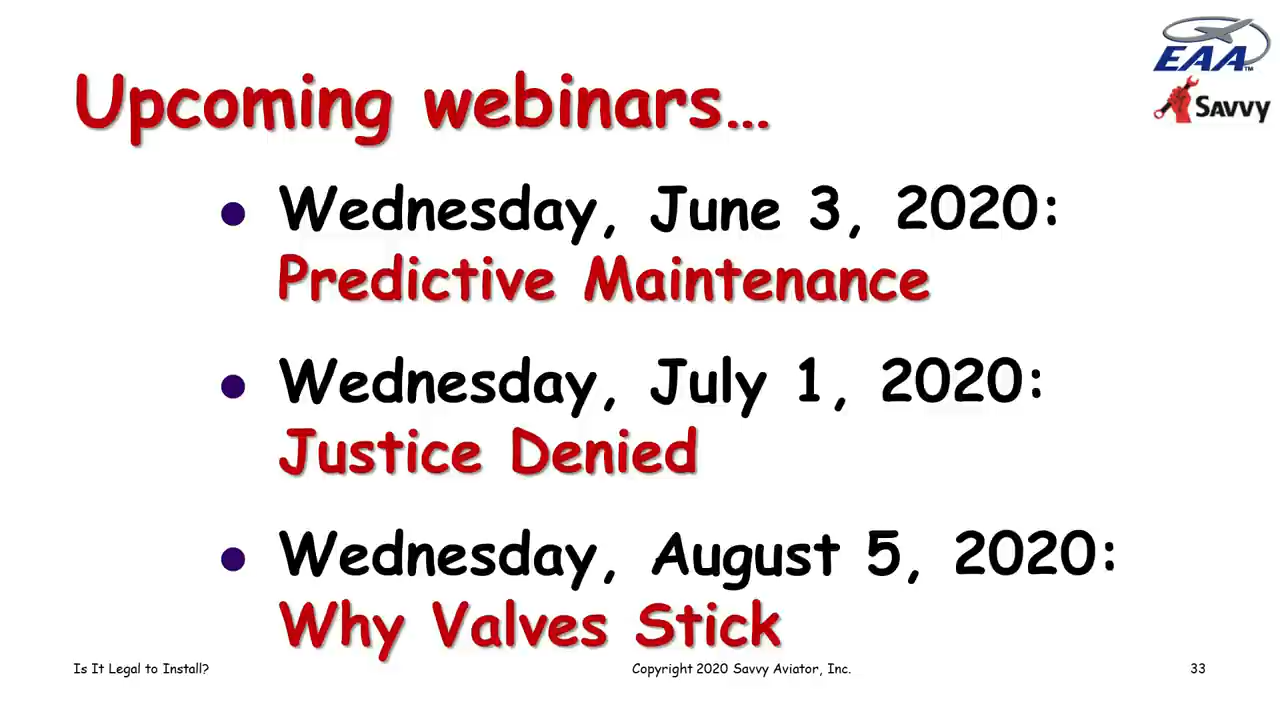 EAA™
Savvy
Upcoming webinars…
● Wednesday, June 3, 2020:
Predictive Maintenance
● Wednesday, July 1, 2020:
Justice Denied
● Wednesday, August 5, 2020:
Why Valves Stick
Is It Legal to Install? Copyright 2020 Savvy Aviator, Inc. 33